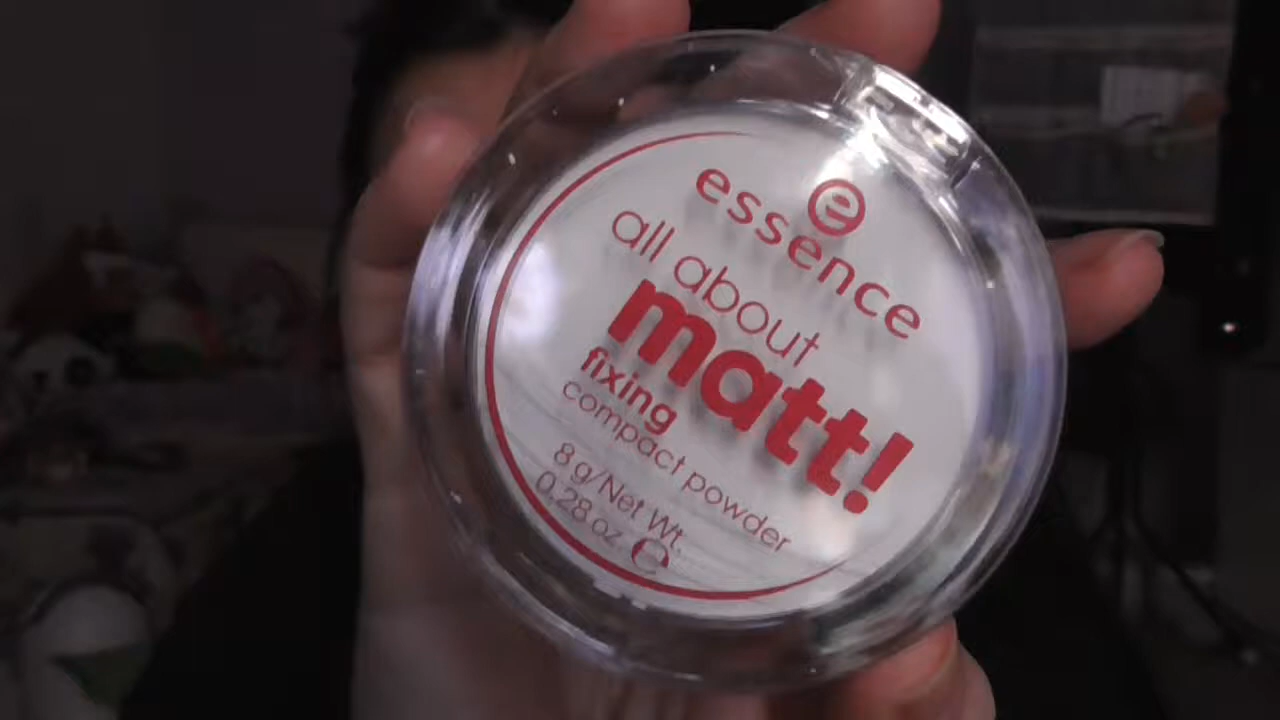 e
essence
all about
matt!
fixing
compact powder
8 g/Net Wt.
0.28 oz ℮